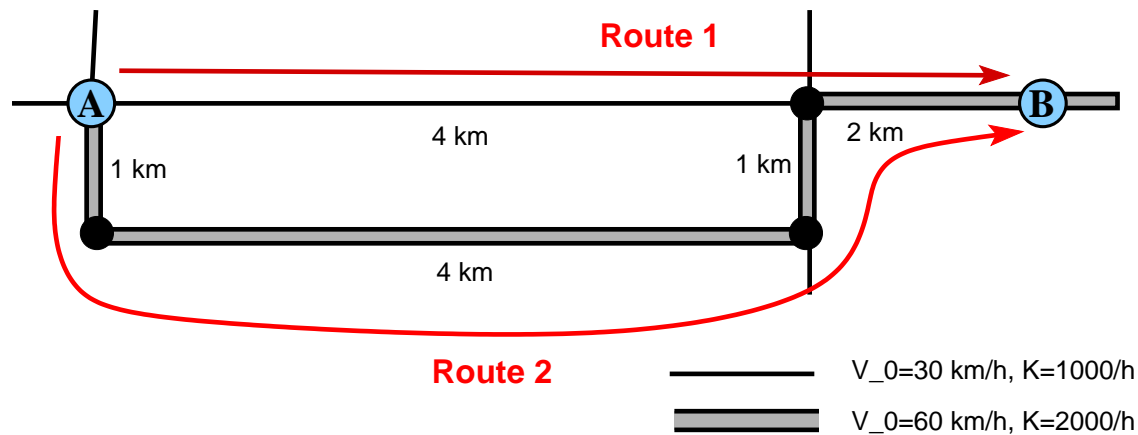 Route 1
A
B
4 km
2 km
1 km
1 km
4 km
Route 2
V_0=30 km/h, K=1000/h
V_0=60 km/h, K=2000/h